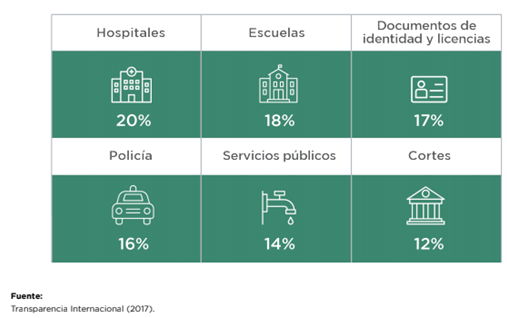 Hospitales
Escuelas
Documentos de
identidad y licencias
20%
18%
17%
Policía
Servicios públicos
Cortes
16%
14%
12%
Fuente:
Transparencia Internacional (2017).